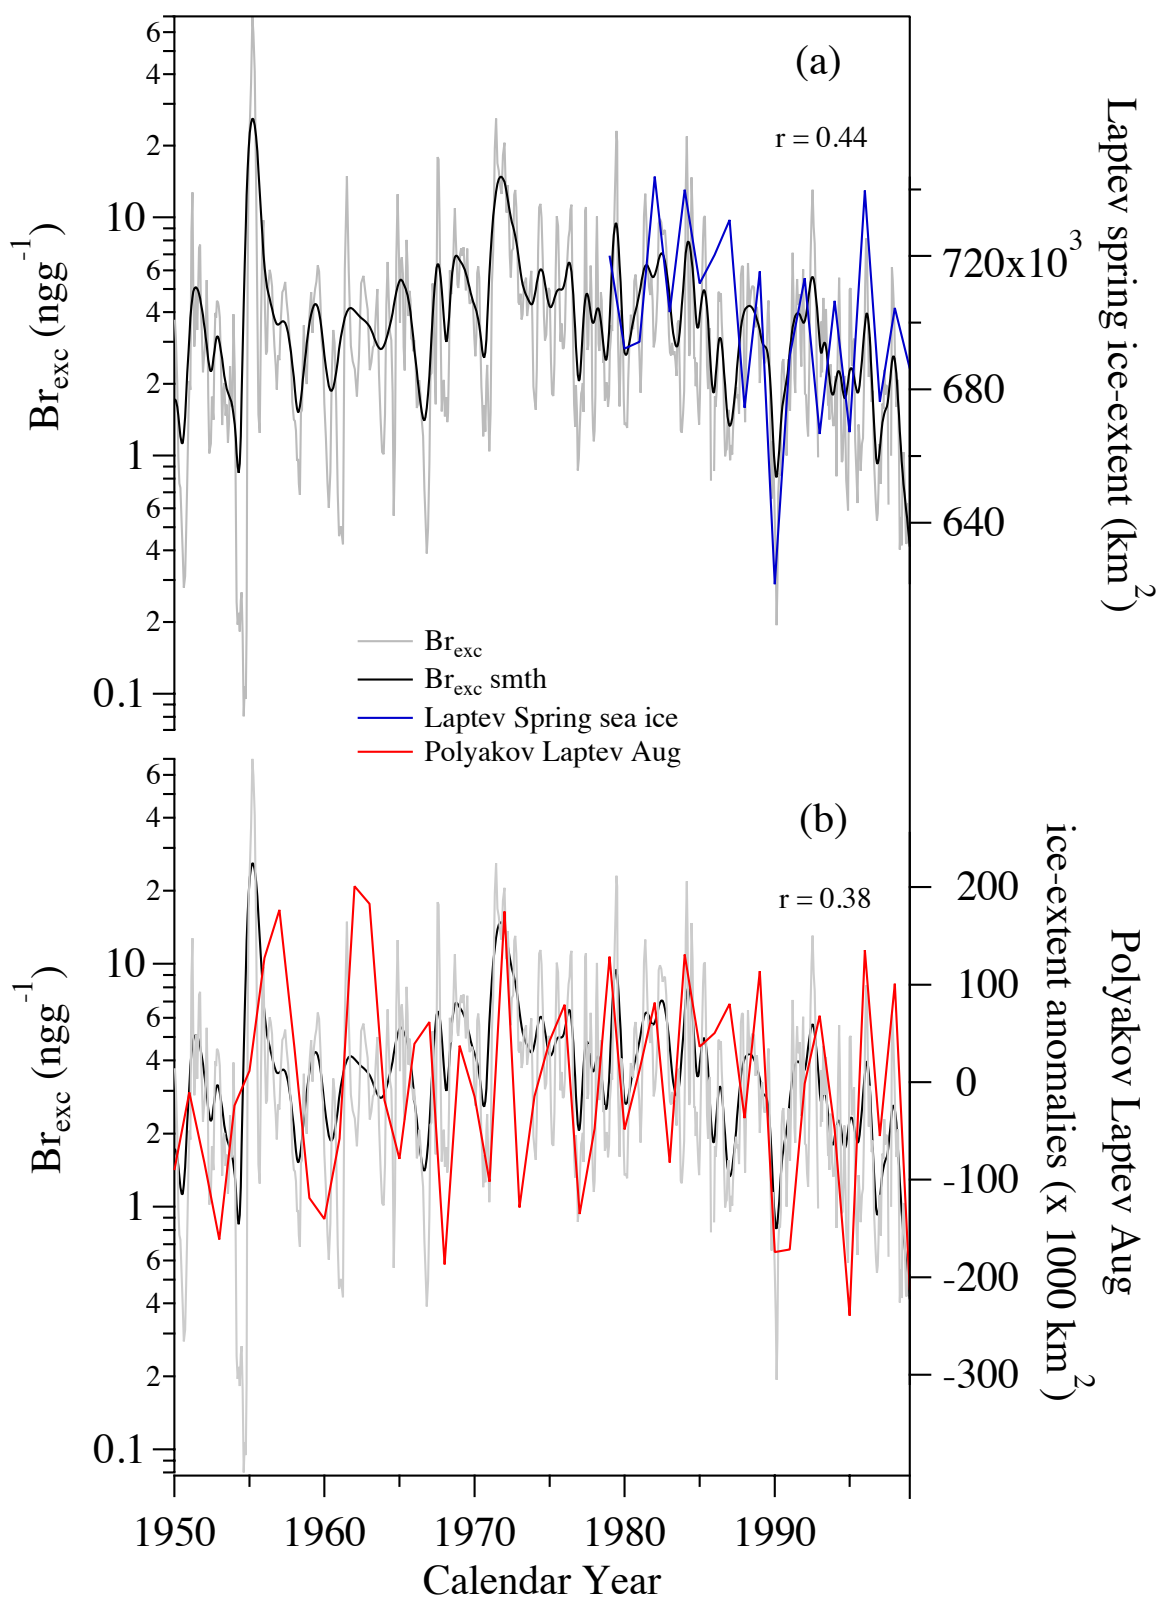 (a)
r = 0.44
6
4
2
10
6
4
2
1
6
4
2
0.1
Br_exc (ngg^-1)
720x10^3
680
640
Laptev spring ice-extent (km^2)
Br_exc
Br_exc smth
Laptev Spring sea ice
Polyakov Laptev Aug
(b)
r = 0.38
6
4
2
10
6
4
2
1
6
4
2
0.1
Br_exc (ngg^-1)
200
100
0
-100
-200
-300
Polyakov Laptev Aug
ice-extent anomalies (x 1000 km^2)
1950 1960 1970 1980 1990
Calendar Year